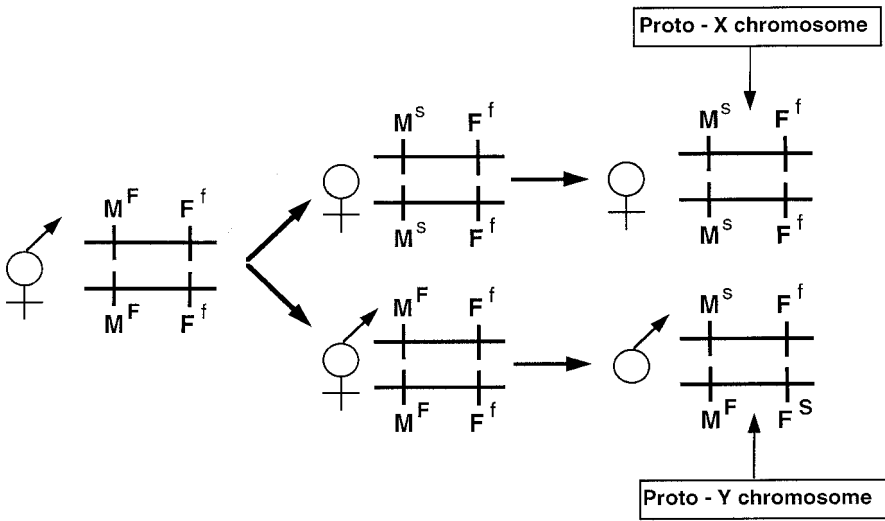 Proto - X chromosome
M^s F^f
M^s F^f
M^s F^f
M^s F^f
M^F F^f
M^F F^f
M^F F^f
M^F F^f
M^s F^f
M^F F^S
Proto - Y chromosome